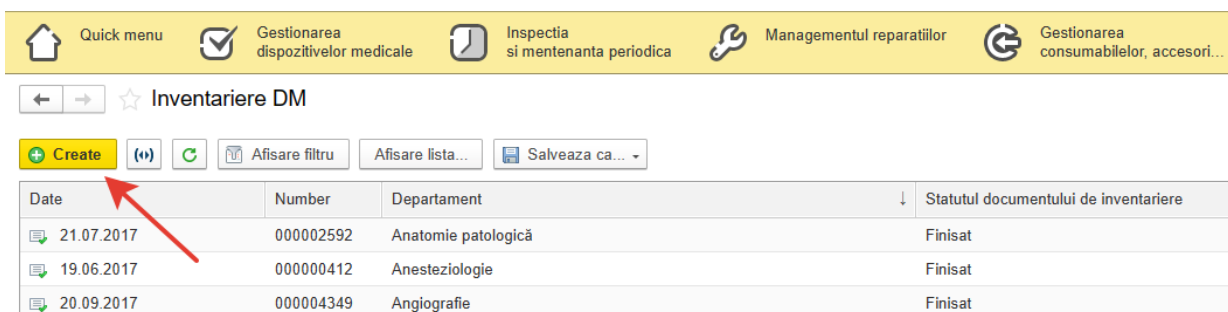 Quick menu
Gestionarea
dispozitivelor medicale
Inspectia
si mentenanta periodica
Managementul reparatiilor
Gestionarea
consumabilelor, accesori...
Inventariere DM
Create
Afisare filtru
Afisare lista...
Salveaza ca...
Date Number Departament Statutul documentului de inventariere
21.07.2017 000002592 Anatomie patologică Finisat
19.06.2017 000000412 Anesteziologie Finisat
20.09.2017 000004349 Angiografie Finisat